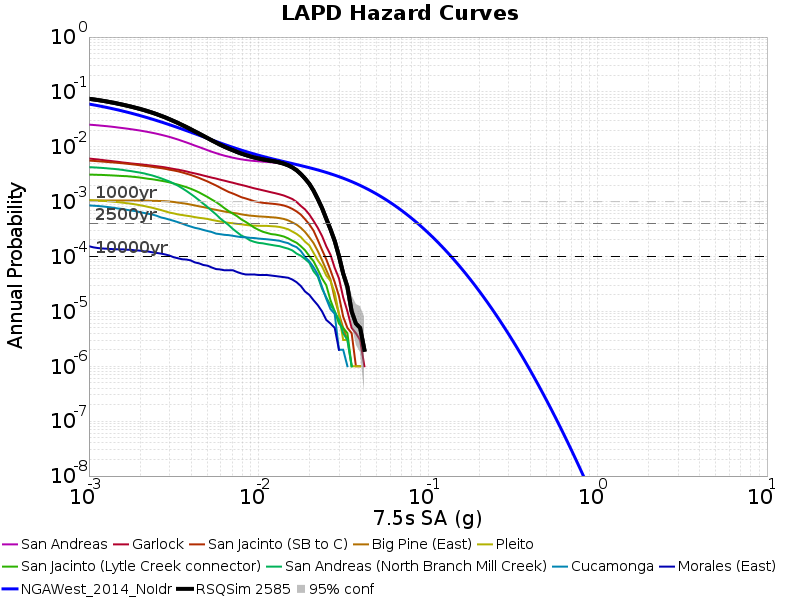 LAPD Hazard Curves
Annual Probability
10^0
10^-1
10^-2
10^-3
10^-4
10^-5
10^-6
10^-7
10^-8
1000yr
2500yr
10000yr
10^-3 10^-2 10^-1 10^0 10^1
7.5s SA (g)
San Andreas Garlock San Jacinto (SB to C) Big Pine (East) Pleito
San Jacinto (Lytle Creek connector) San Andreas (North Branch Mill Creek) Cucamonga Morales (East)
NGAWest_2014_NoIdr RSQSim 2585 95% conf